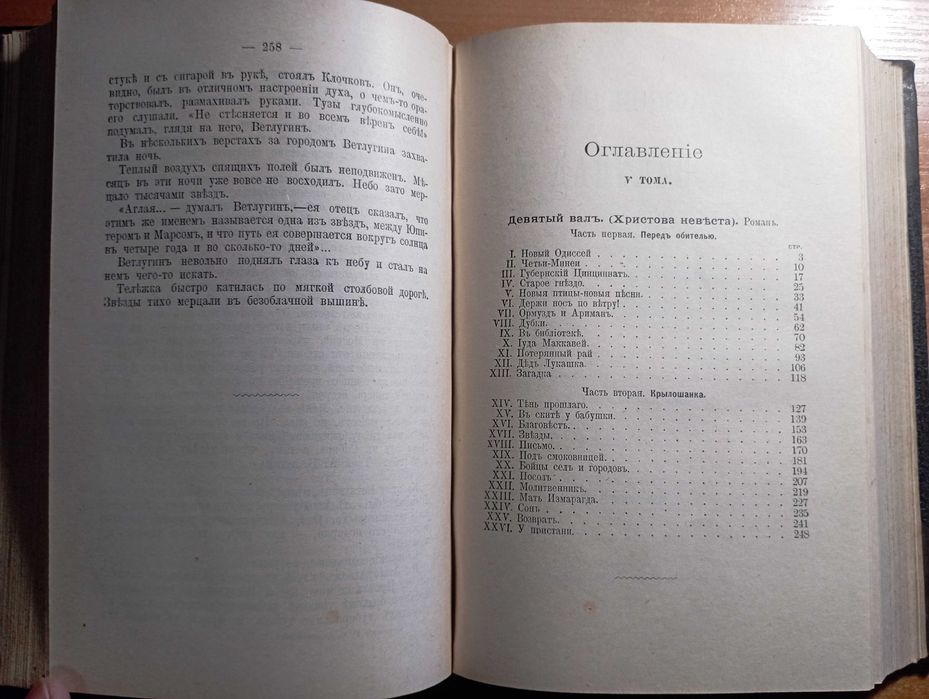 — 258 —
стукѣ и съ сигарой въ рукѣ, стоялъ Клочковъ. Онъ, оче-
видно, былъ въ отличномъ настроеніи духа, о чемъ-то ора-
торствовалъ, размахивалъ руками. Тузы глубокомысленно
его слушали. «Не стѣсняется и во всемъ вѣренъ себѣ!»
подумалъ, глядя на него, Ветлугинъ.
Въ нѣсколькихъ верстахъ за городомъ Ветлугина захва-
тила ночь.
Теплый воздухъ спящихъ полей былъ неподвиженъ. Мѣ-
сяцъ въ эти ночи уже вовсе не восходилъ. Небо зато мер-
цало тысячами звѣздъ.
«Аглая... — думалъ Ветлугинъ,—ея отецъ сказалъ, что
этимъ же именемъ называется одна изъ звѣздъ, между Юпи-
теромъ и Марсомъ, и что путь ея совершается вокругъ солнца
въ четыре года и во сколько-то дней»...
Ветлугинъ невольно поднялъ глаза къ небу и сталъ на
немъ чего-то искать.
Телѣжка быстро катилась по мягкой столбовой дорогѣ.
Звѣзды тихо мерцали въ безоблачной вышинѣ.
Оглавленіе
V ТОМА.
Девятый валъ. (Христова невѣста). Романъ.
Часть первая. Передъ обителью.
СТР.
I. Новый Одиссей . . . 3
II. Четьи-Минеи . . . 10
III. Губернскій Цинциннатъ. . . . 17
IV. Старое гнѣздо. . . . 25
V. Новыя птицы-новыя пѣсни. . . . 33
VI. Держи носъ по вѣтру! . . . 41
VII. Ормуздъ и Ариманъ. . . . 54
VIII. Дубки. . . . 62
IX. Въ библіотекѣ. . . . 70
X. Іуда Маккавей. . . . 82
XI. Потерянный рай . . . 93
XII. Дѣдъ Лукашка. . . . 106
XIII. Загадка . . . 118
Часть вторая. Крылошанка.
XIV. Тѣнь прошлаго. . . . 127
XV. Въ скитѣ у бабушки. . . . 139
XVI. Благовѣстъ. . . . 153
XVII. Звѣзды. . . . 163
XVIII. Письмо. . . . 170
XIX. Подъ смоковницей. . . . 181
XX. Бойцы селъ и городовъ. . . . 194
XXI. Посолъ. . . . 207
XXII. Молитвенникъ. . . . 219
XXIII. Мать Измарагда. . . . 227
XXIV. Сонъ . . . 235
XXV. Возвратъ. . . . 241
XXVI. У пристани. . . . 248